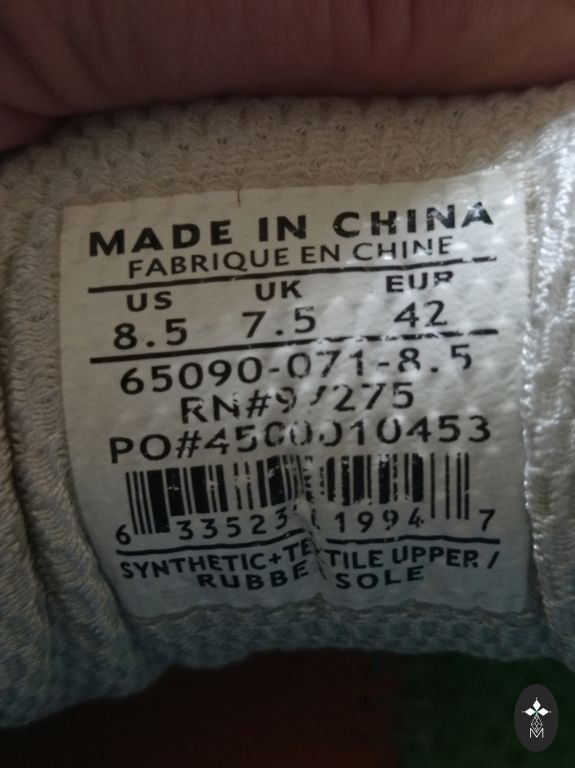 MADE IN CHINA
FABRIQUE EN CHINE
US UK EUR
8.5 7.5 42
65090-071-8.5
PO#4500010453
6 33523 1994 7
SYNTHETIC+TEXTILE UPPER/
RUBBER SOLE